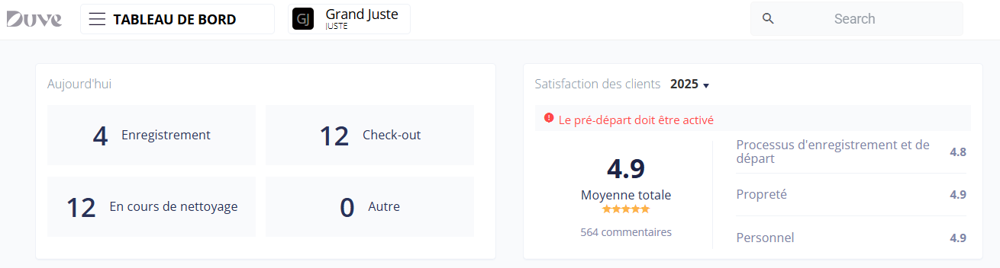 Duve
TABLEAU DE BORD
GJ
Grand Juste
JUSTE
Search
Aujourd'hui
4 Enregistrement
12 Check-out
12 En cours de nettoyage
0 Autre
Satisfaction des clients 2025
Le pré-départ doit être activé
4.9
Moyenne totale
564 commentaires
Processus d'enregistrement et de
départ
4.8
Propreté 4.9
Personnel 4.9